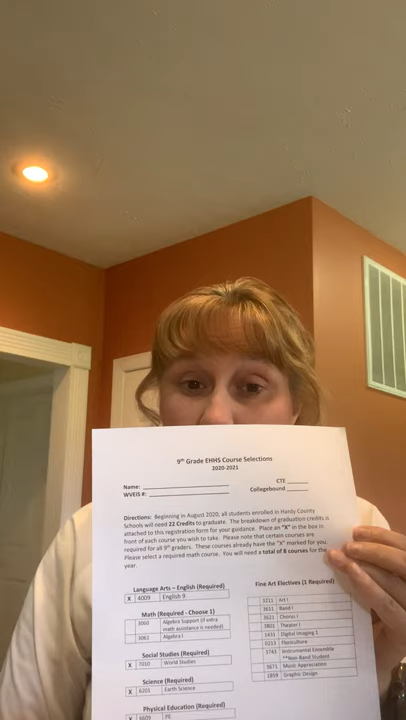 9th Grade EHHS Course Selections
2020-2021
Name:
CTE
WVEIS #:
Collegebound
Directions: Beginning in August 2020, all students enrolled in Hardy County
Schools will need 22 Credits to graduate. The breakdown of graduation credits is
attached to this registration form for your guidance. Place an "X" in the box in
front of each course you wish to take. Please note that certain courses are
required for all 9th graders. These courses already have the "X" marked for you.
Please select a required math course. You will need a total of 8 courses for the
year.
Language Arts – English (Required)
X 4009 English 9
Math (Required - Choose 1)
3060 Algebra Support (if extra
math assistance is needed)
3061 Algebra I
Social Studies (Required)
X 7010 World Studies
Science (Required)
X 6201 Earth Science
Physical Education (Required)
X 6609 PE
Fine Art Electives (1 Required)
3211 Art I
3611 Band I
3621 Chorus I
3801 Theater I
1431 Digital Imaging 1
0213 Floriculture
3743 Instrumental Ensemble
**Non-Band Student
3671 Music Appreciation
1859 Graphic Design